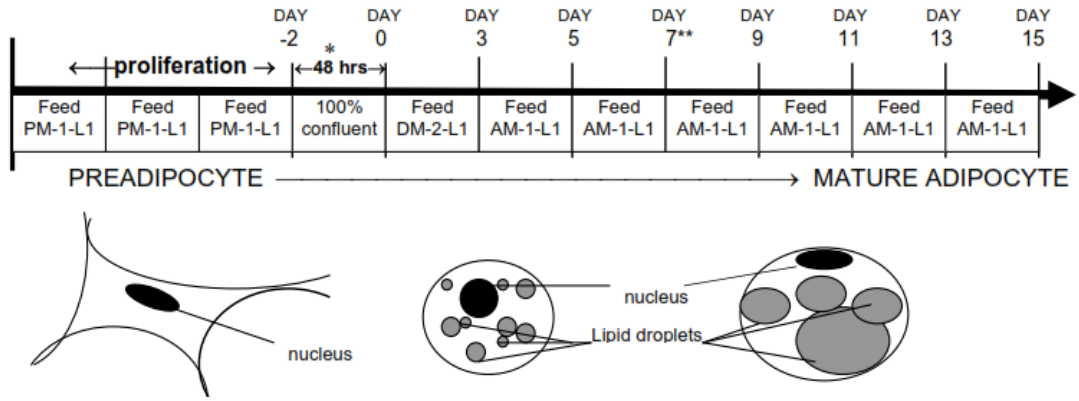 DAY DAY DAY DAY DAY DAY DAY DAY DAY
-2 0 3 5 7** 9 11 13 15
*
←proliferation→ ←48 hrs→
Feed Feed Feed 100% Feed Feed Feed Feed Feed Feed Feed
PM-1-L1 PM-1-L1 PM-1-L1 confluent DM-2-L1 AM-1-L1 AM-1-L1 AM-1-L1 AM-1-L1 AM-1-L1 AM-1-L1
PREADIPOCYTE MATURE ADIPOCYTE
nucleus
Lipid droplets
nucleus